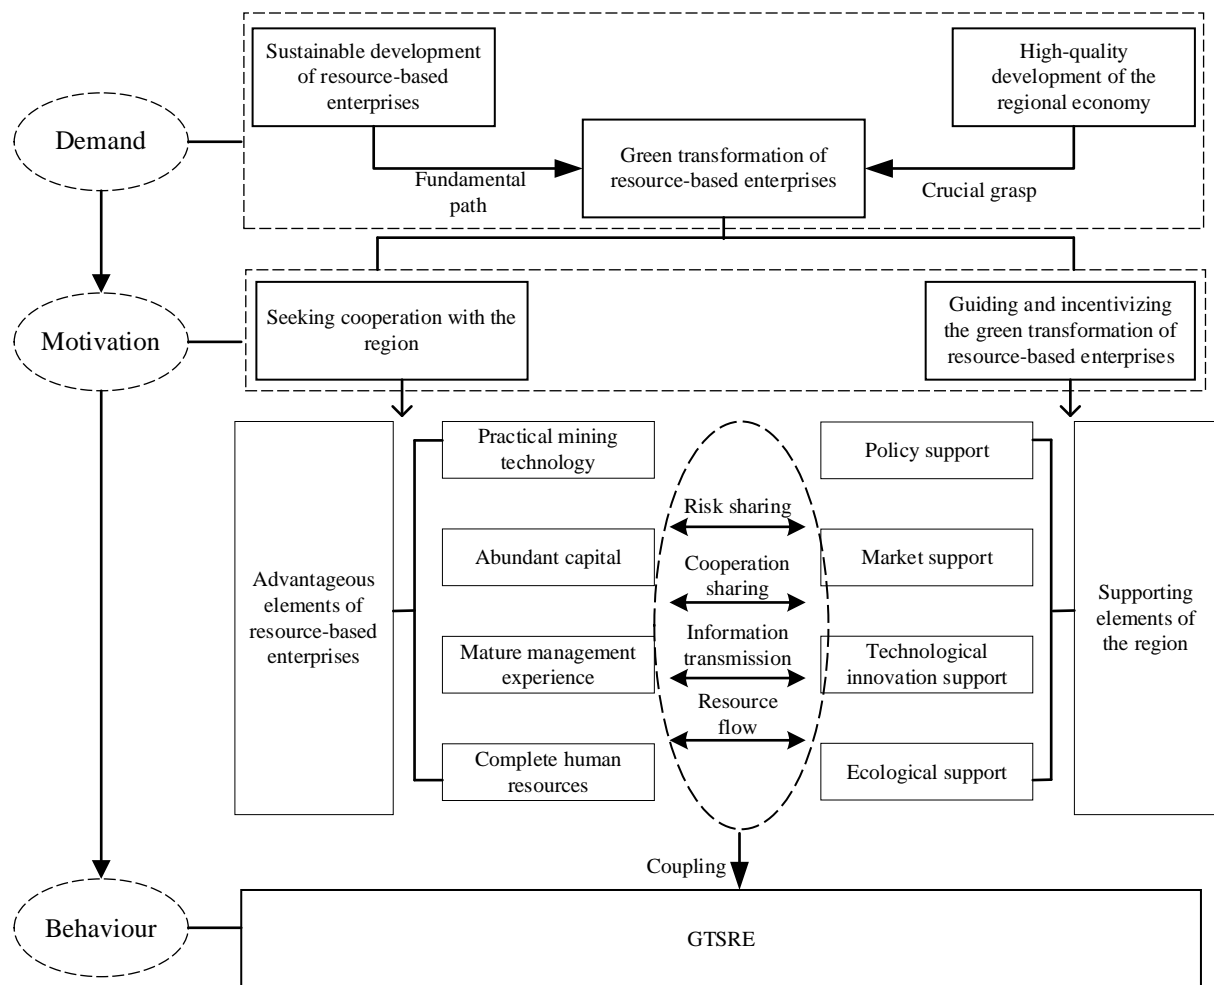 Sustainable development
of resource-based
enterprises
High-quality
development of the
regional economy
Demand
Green transformation of
resource-based enterprises
Fundamental
path
Crucial grasp
Motivation
Seeking cooperation with the
region
Guiding and incentivizing
the green transformation of
resource-based enterprises
Advantageous
elements of
resource-based
enterprises
Practical mining
technology
Abundant capital
Mature management
experience
Complete human
resources
Risk sharing
Cooperation
sharing
Information
transmission
Resource
flow
Policy support
Market support
Technological
innovation support
Ecological support
Supporting
elements of
the region
Coupling
Behaviour
GTSRE